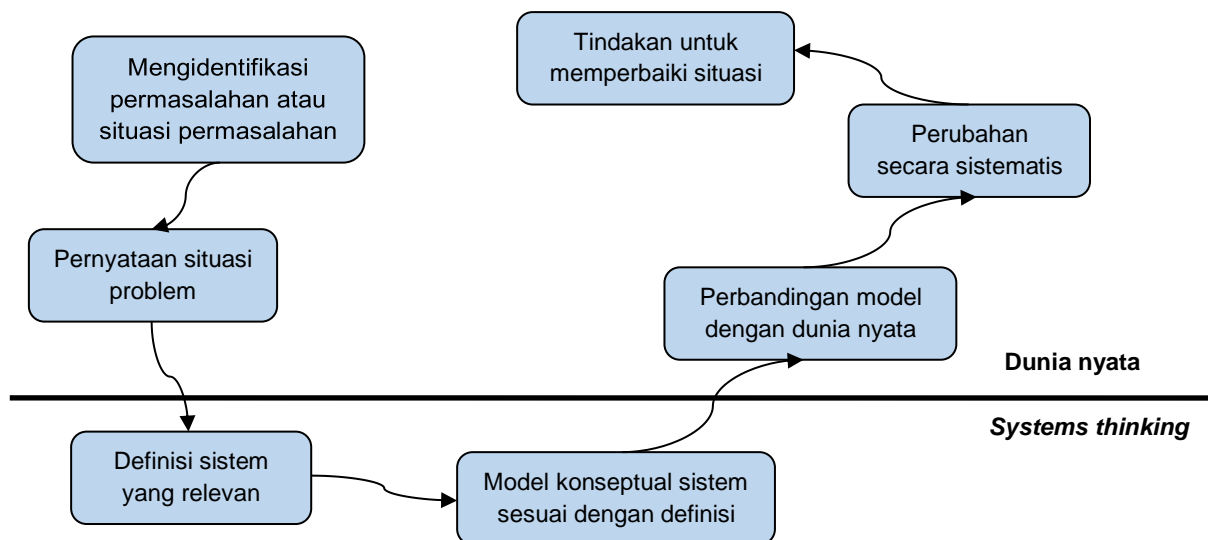 Mengidentifikasi
permasalahan atau
situasi permasalahan
Pernyataan situasi
problem
Definisi sistem
yang relevan
Model konseptual sistem
sesuai dengan definisi
Perbandingan model
dengan dunia nyata
Perubahan
secara sistematis
Tindakan untuk
memperbaiki situasi
Dunia nyata
Systems thinking